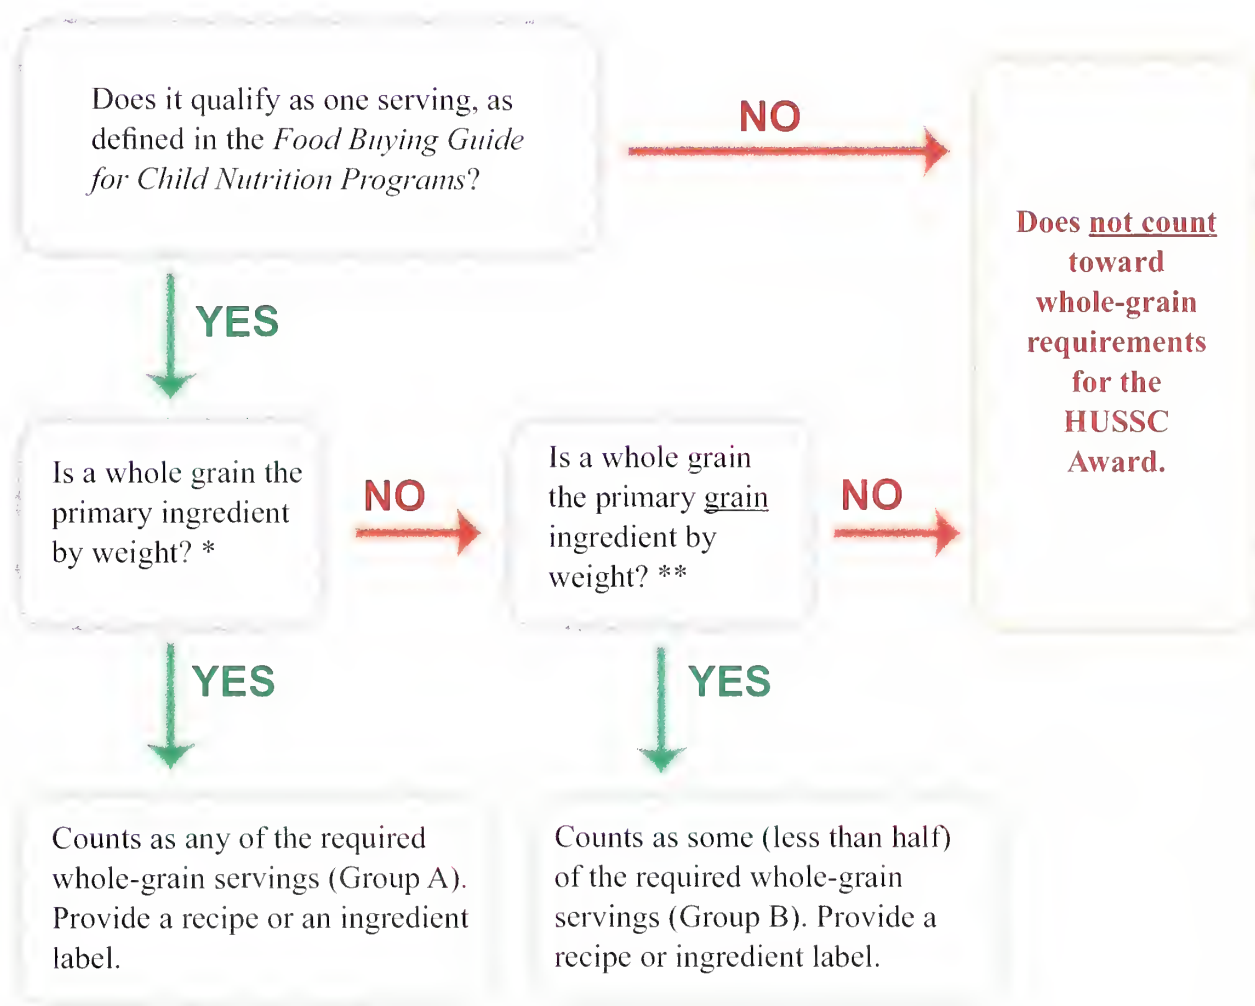 Does it qualify as one serving, as
defined in the Food Buying Guide
for Child Nutrition Programs?
NO
Does not count
toward
whole-grain
requirements
for the
HUSSC
Award.
YES
Is a whole grain the
primary ingredient
by weight? *
NO
Is a whole grain
the primary grain
ingredient by
weight? **
NO
YES
YES
Counts as any of the required
whole-grain servings (Group A).
Provide a recipe or an ingredient
label.
Counts as some (less than half)
of the required whole-grain
servings (Group B). Provide a
recipe or ingredient label.